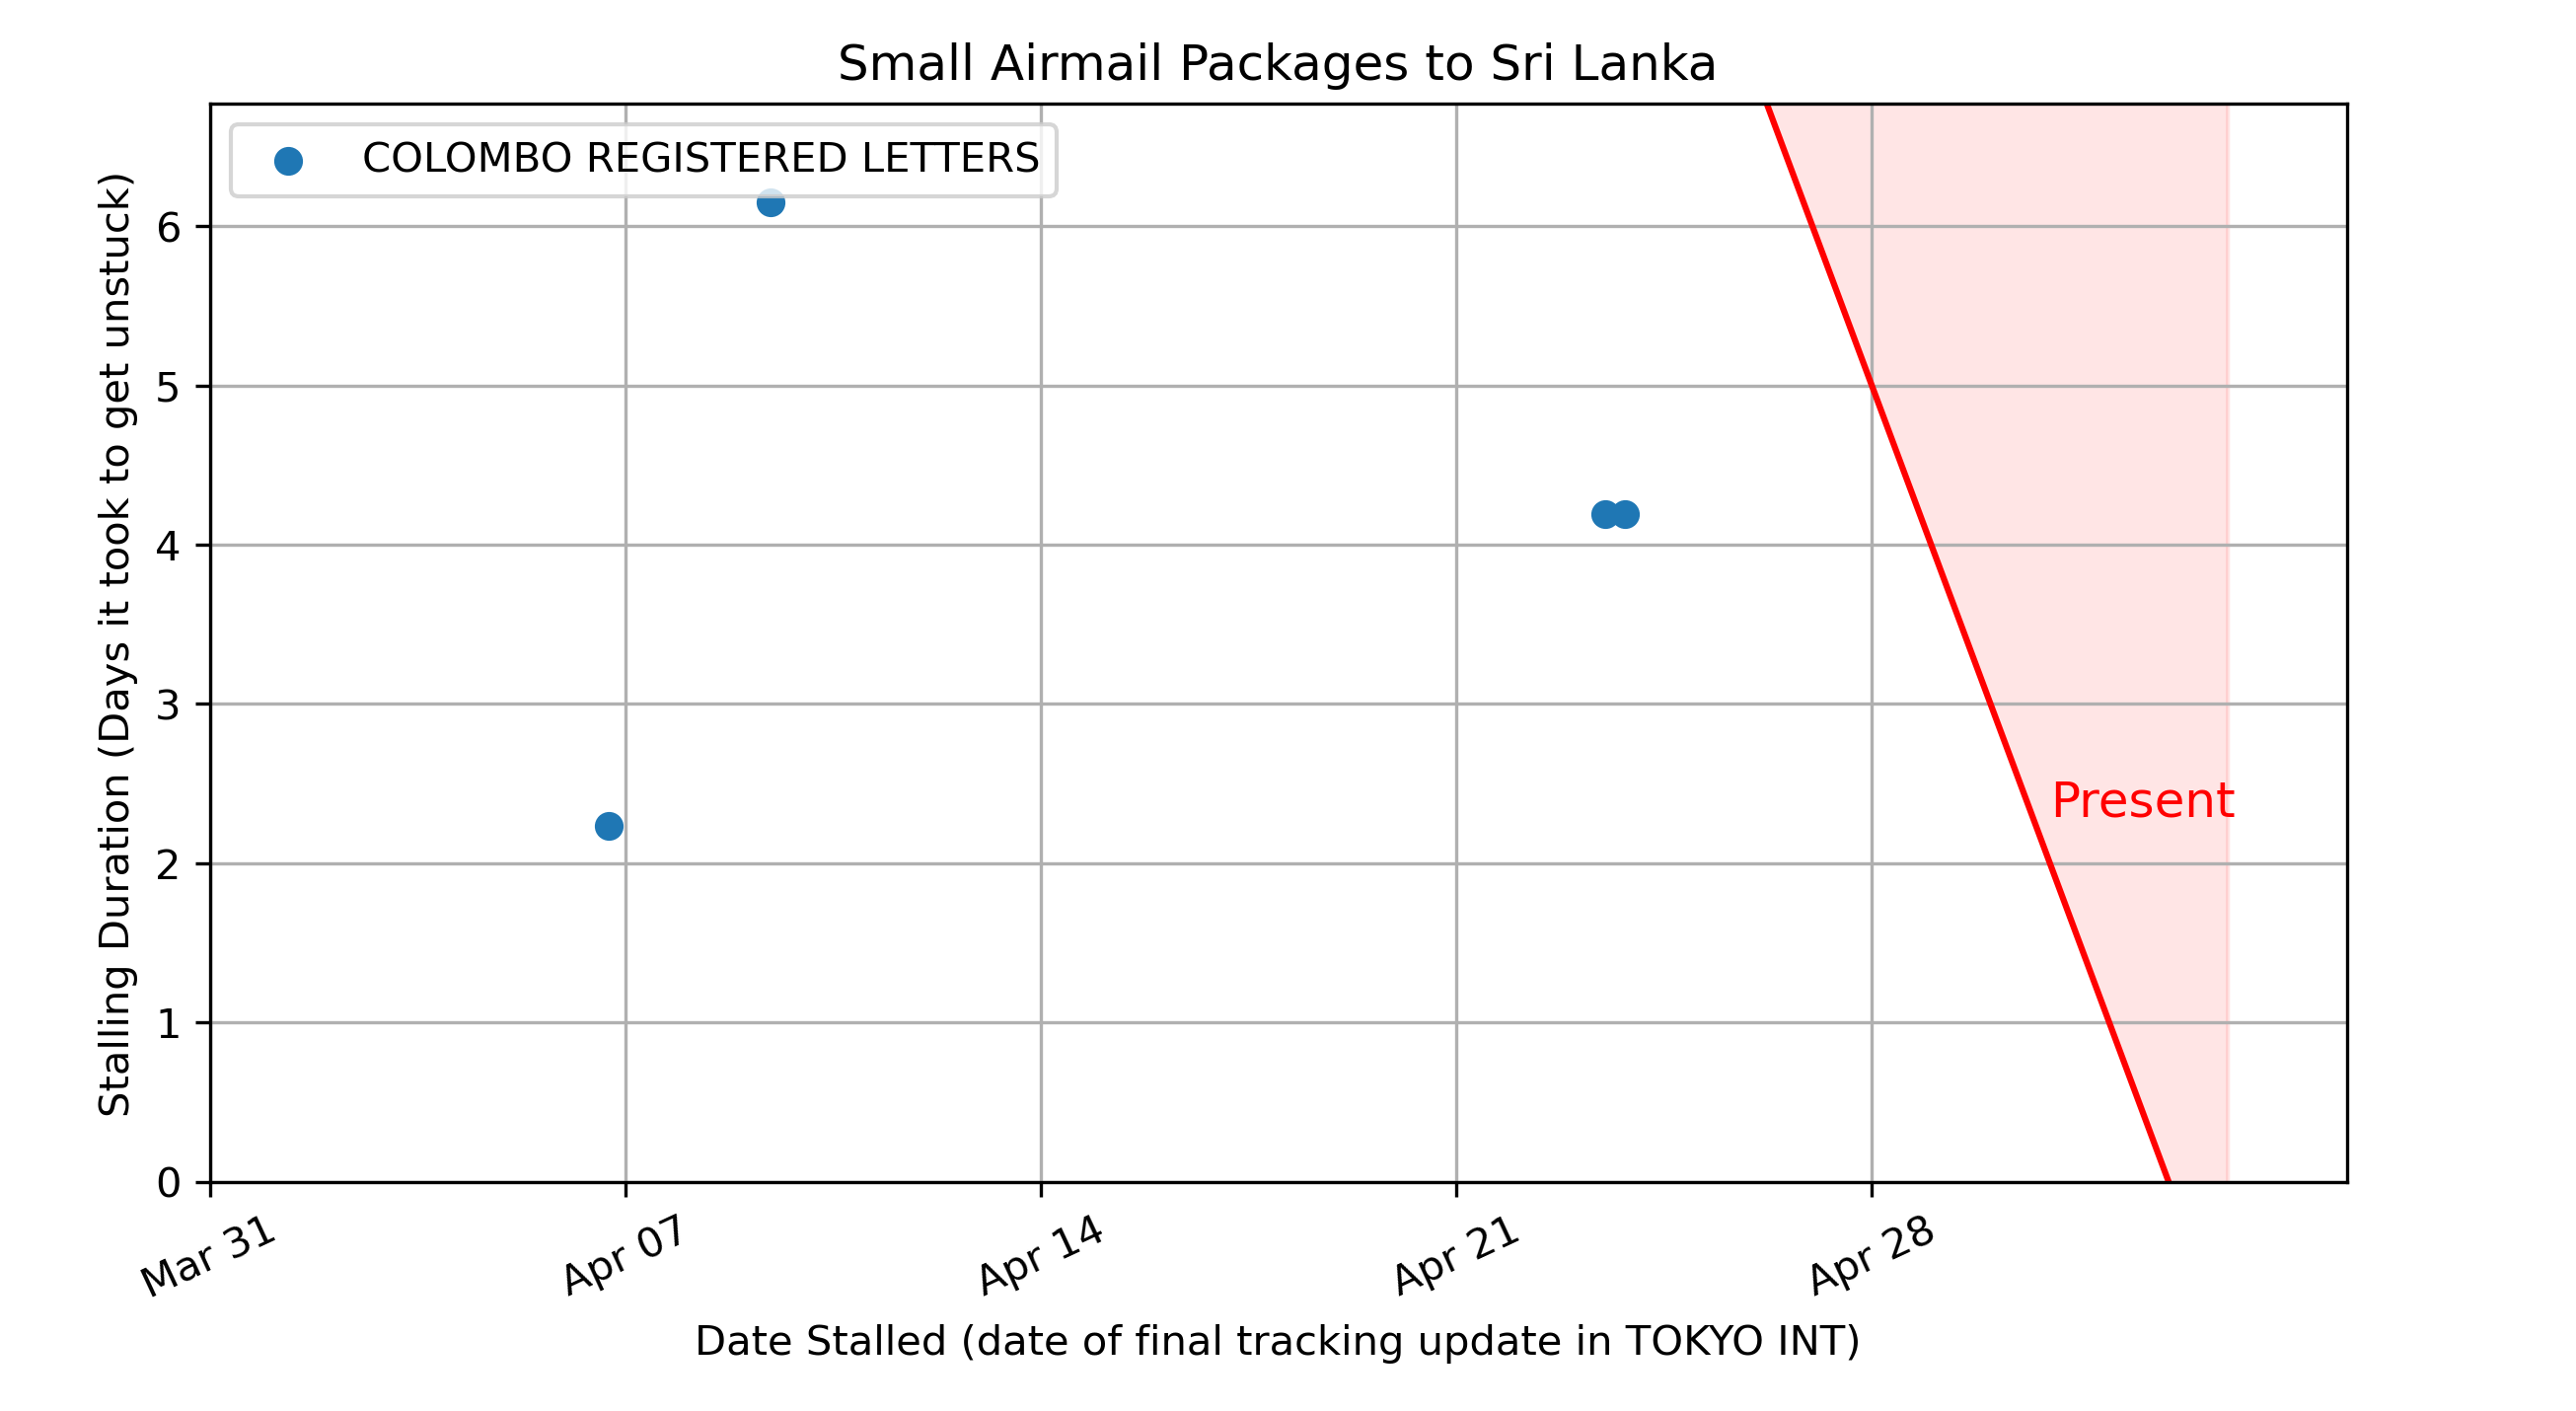 Small Airmail Packages to Sri Lanka
COLOMBO REGISTERED LETTERS
Stalling Duration (Days it took to get unstuck)
6
5
4
3
2
1
0
Present
Mar 31
Apr 07
Apr 14
Apr 21
Apr 28
Date Stalled (date of final tracking update in TOKYO INT)